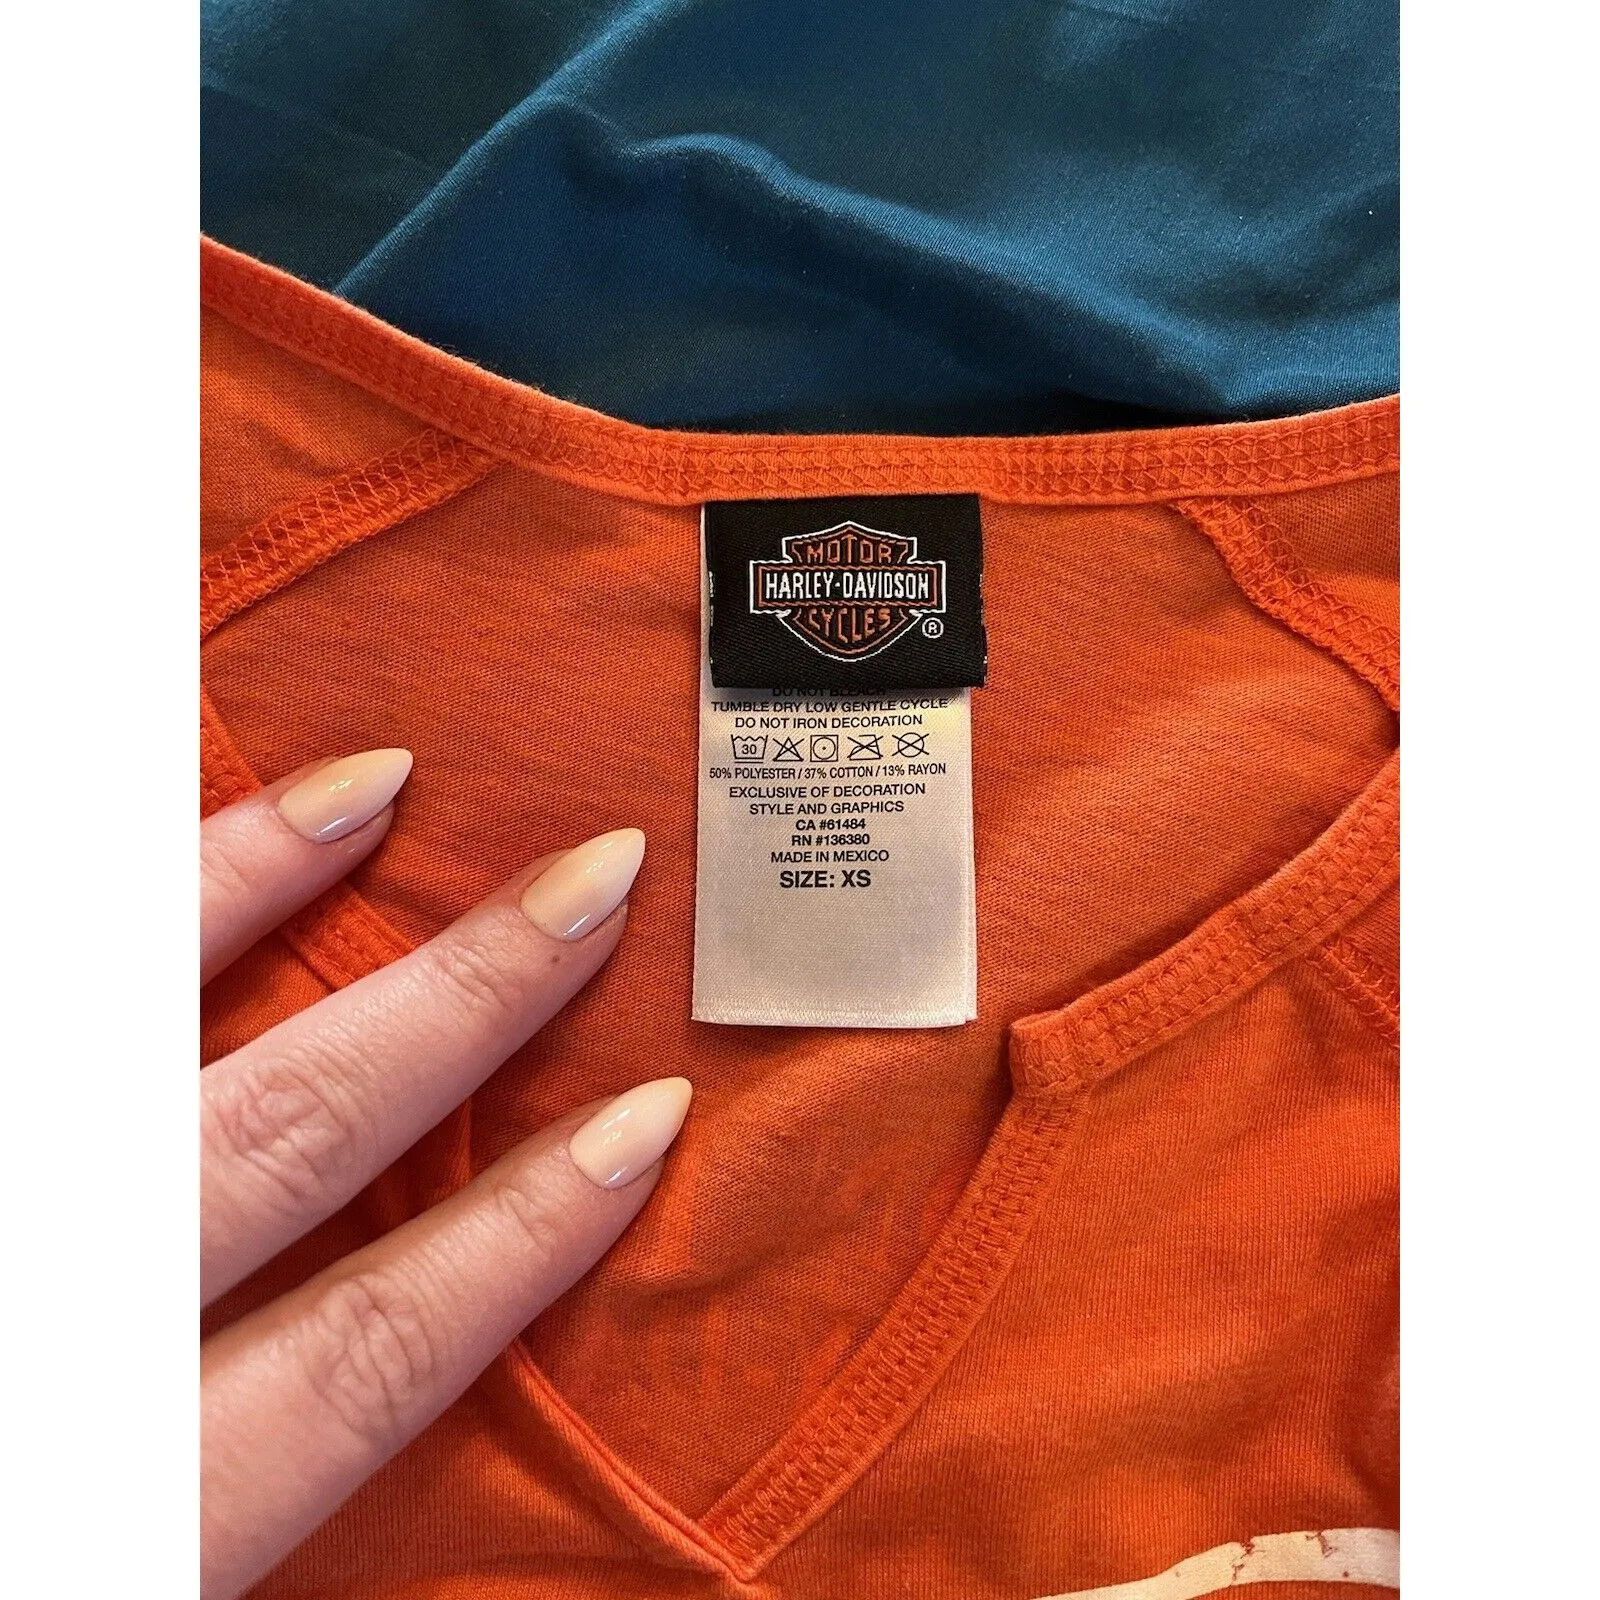 MOTOR
HARLEY-DAVIDSON
CYCLES
®
DO NOT BLEACH
TUMBLE DRY LOW GENTLE CYCLE
DO NOT IRON DECORATION
30
50% POLYESTER / 37% COTTON / 13% RAYON
EXCLUSIVE OF DECORATION
STYLE AND GRAPHICS
CA #61484
RN #136380
MADE IN MEXICO
SIZE: XS